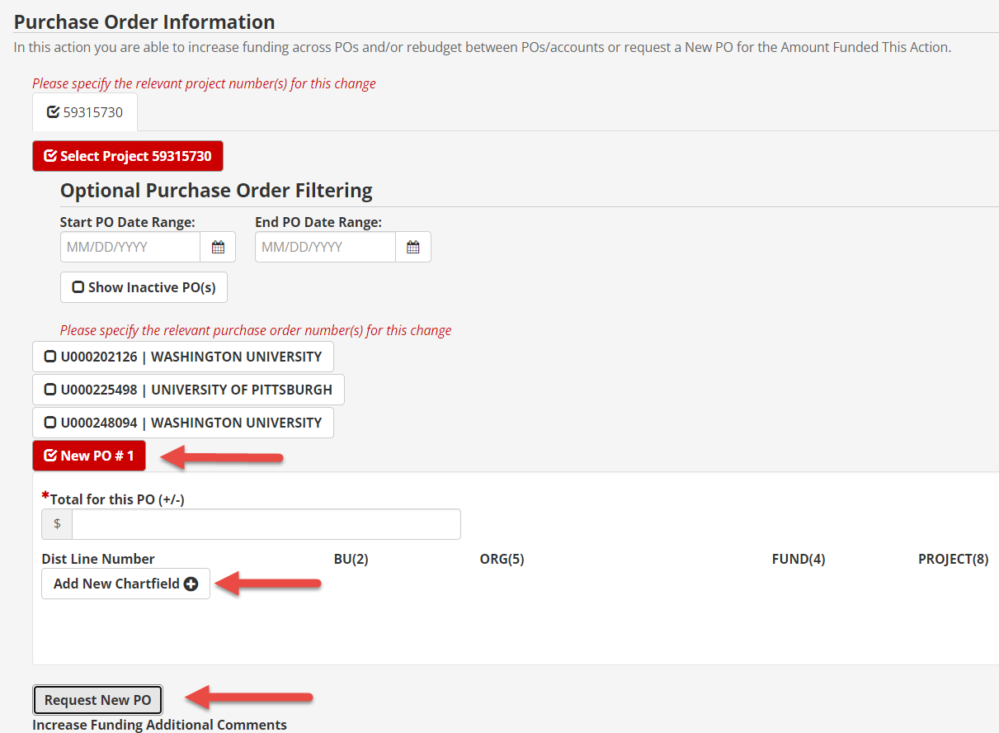 Purchase Order Information
In this action you are able to increase funding across POs and/or rebudget between POs/accounts or request a New PO for the Amount Funded This Action.
Please specify the relevant project number(s) for this change
59315730
Select Project 59315730
Optional Purchase Order Filtering
Start PO Date Range: End PO Date Range:
MM/DD/YYYY MM/DD/YYYY
Show Inactive PO(s)
Please specify the relevant purchase order number(s) for this change
U000202126 | WASHINGTON UNIVERSITY
U000225498 | UNIVERSITY OF PITTSBURGH
U000248094 | WASHINGTON UNIVERSITY
New PO # 1
*Total for this PO (+/-)
$
Dist Line Number BU(2) ORG(5) FUND(4) PROJECT(8)
Add New Chartfield
Request New PO
Increase Funding Additional Comments